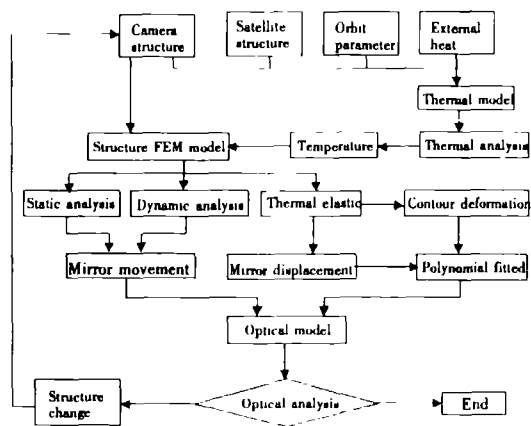 Camera
structure
Satellite
structure
Orbit
parameter
External
heat
Thermal model
Structure FEM model
Temperature
Thermal analysis
Static analysis
Dynamic analysis
Thermal elastic
Contour deformation
Mirror movement
Mirror displacement
Polynomial fitted
Optical model
Structure
change
Optical analysis
End